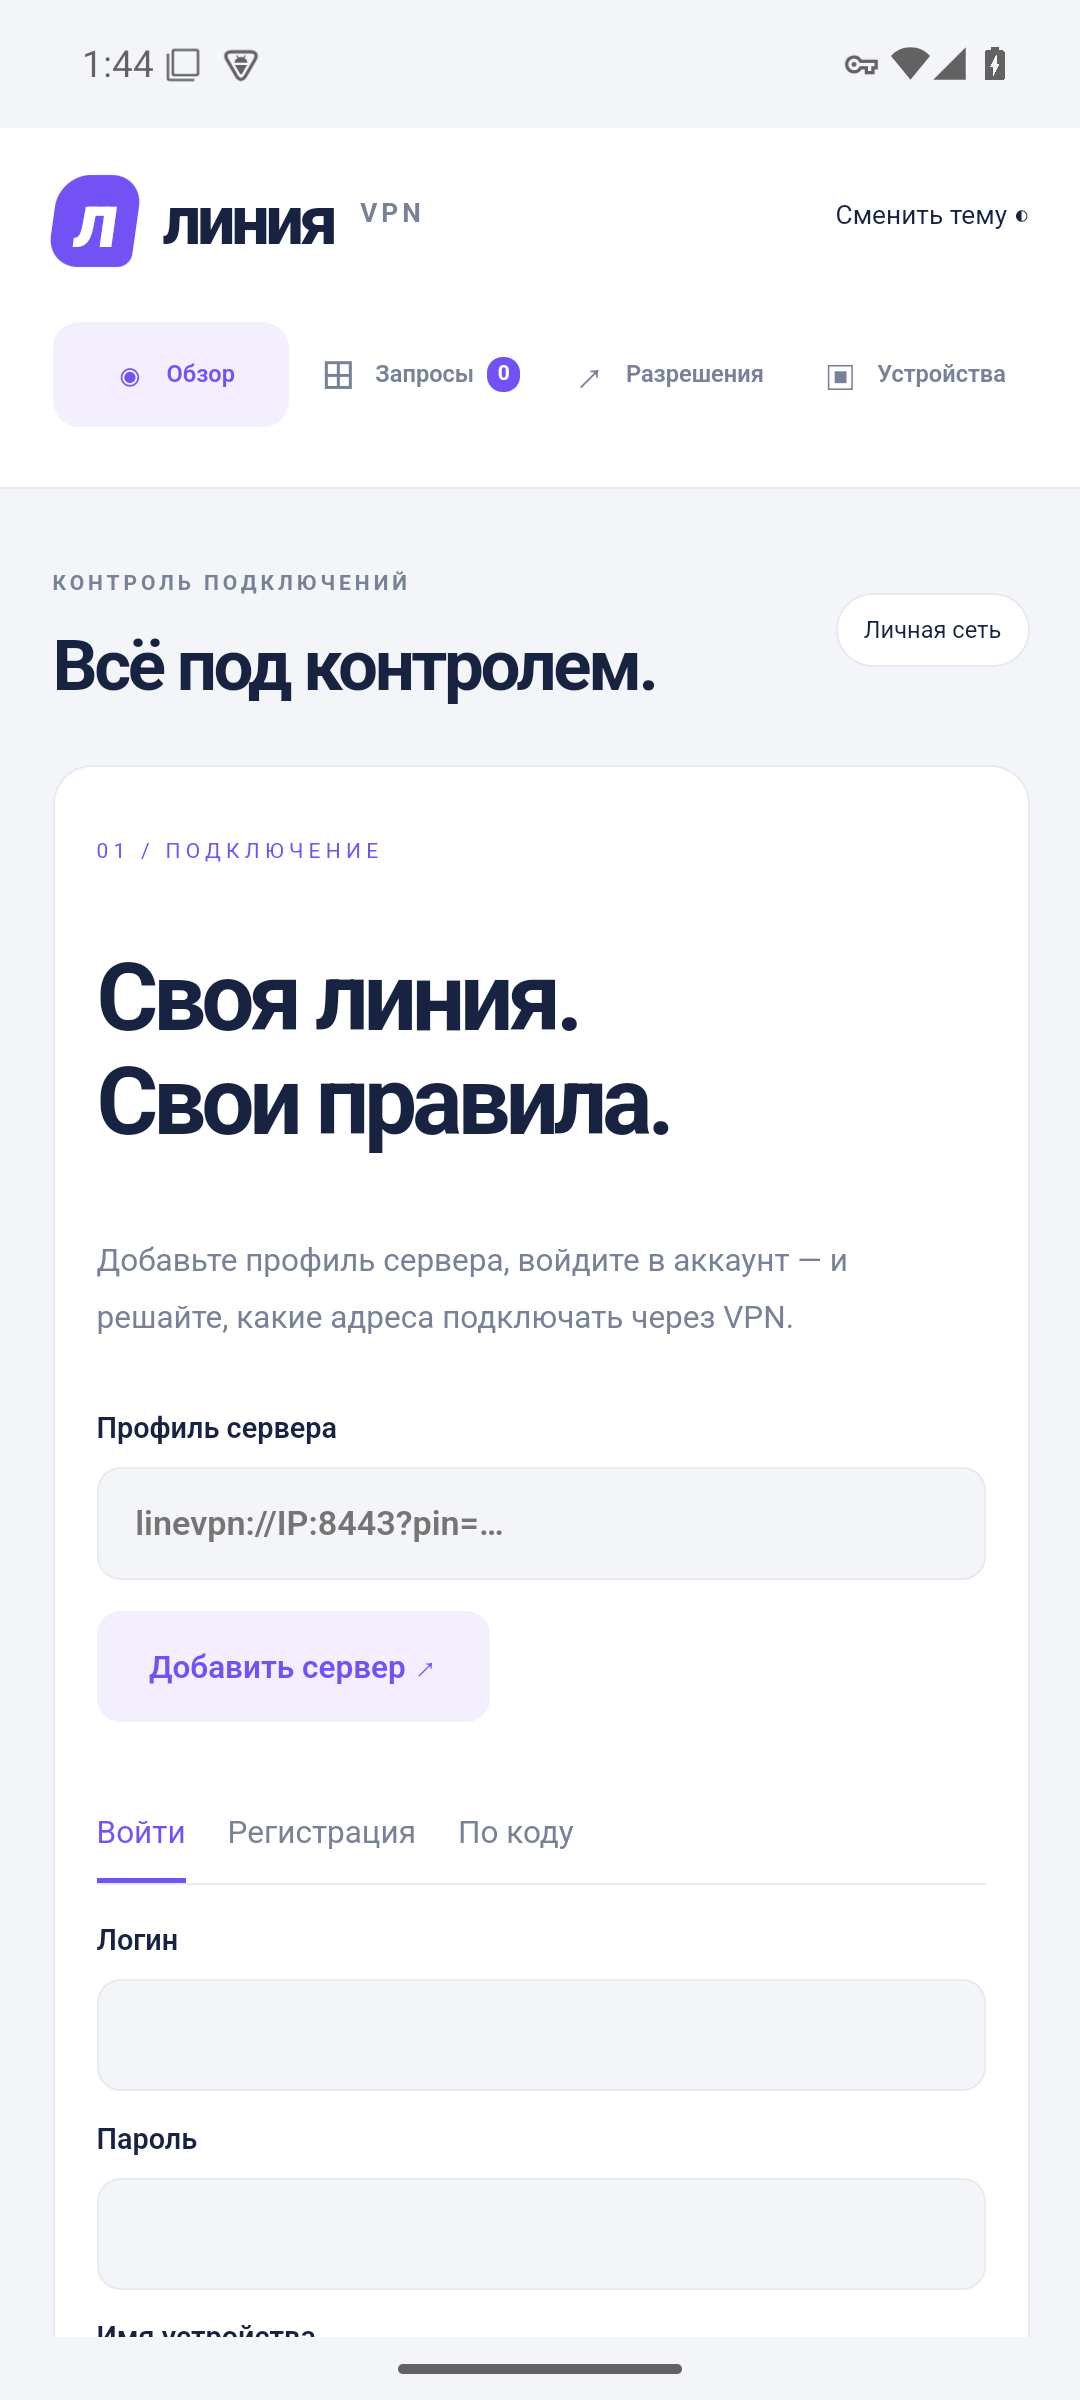 1:44
л линия VPN
Сменить тему
Обзор
Запросы 0
Разрешения
Устройства
КОНТРОЛЬ ПОДКЛЮЧЕНИЙ
Всё под контролем.
Личная сеть
01 / ПОДКЛЮЧЕНИЕ
Своя линия.
Свои правила.
Добавьте профиль сервера, войдите в аккаунт — и
решайте, какие адреса подключать через VPN.
Профиль сервера
linevpn://IP:8443?pin=…
Добавить сервер ↗
Войти
Регистрация
По коду
Логин
Пароль
Имя устройства